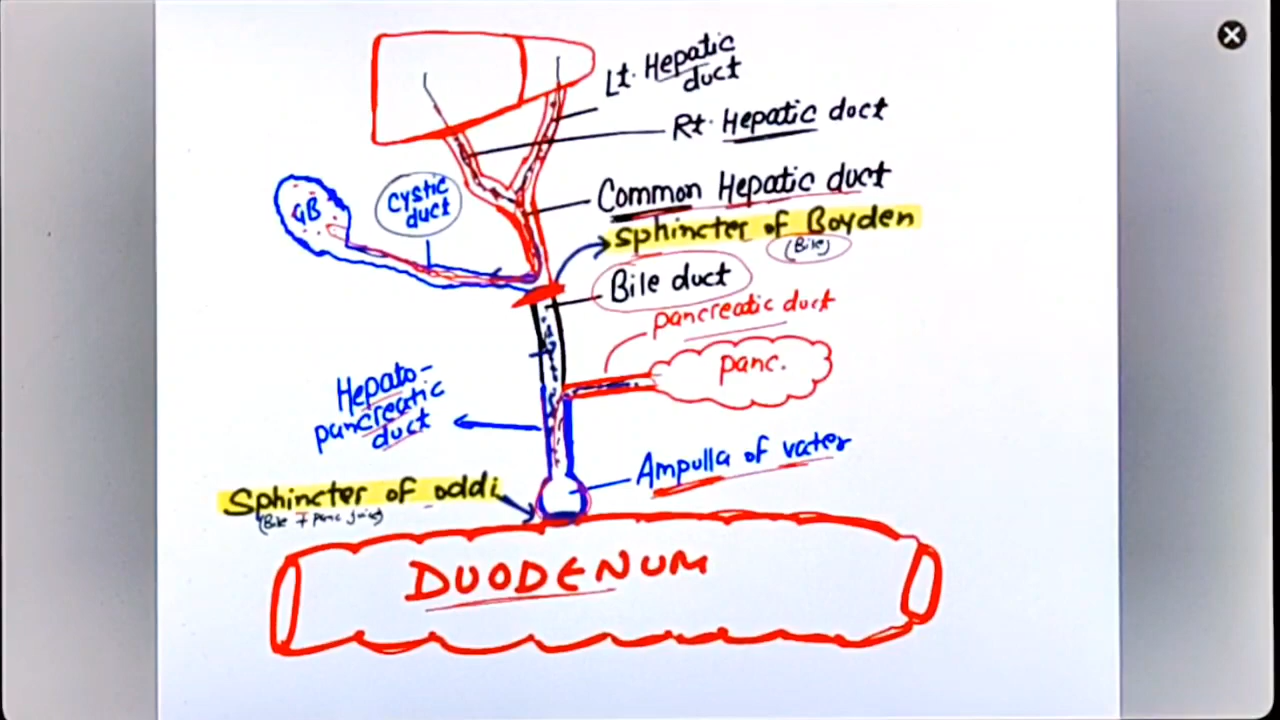 Lt. Hepatic
duct
Rt. Hepatic duct
Common Hepatic duct
Cystic
duct
GB
sphincter of Boyden
(Bile)
Bile duct
pancreatic duct
panc.
Hepato-
pancreatic
duct
Ampulla of vater
Sphincter of oddi
(Bile + Panc juice)
DUODENUM